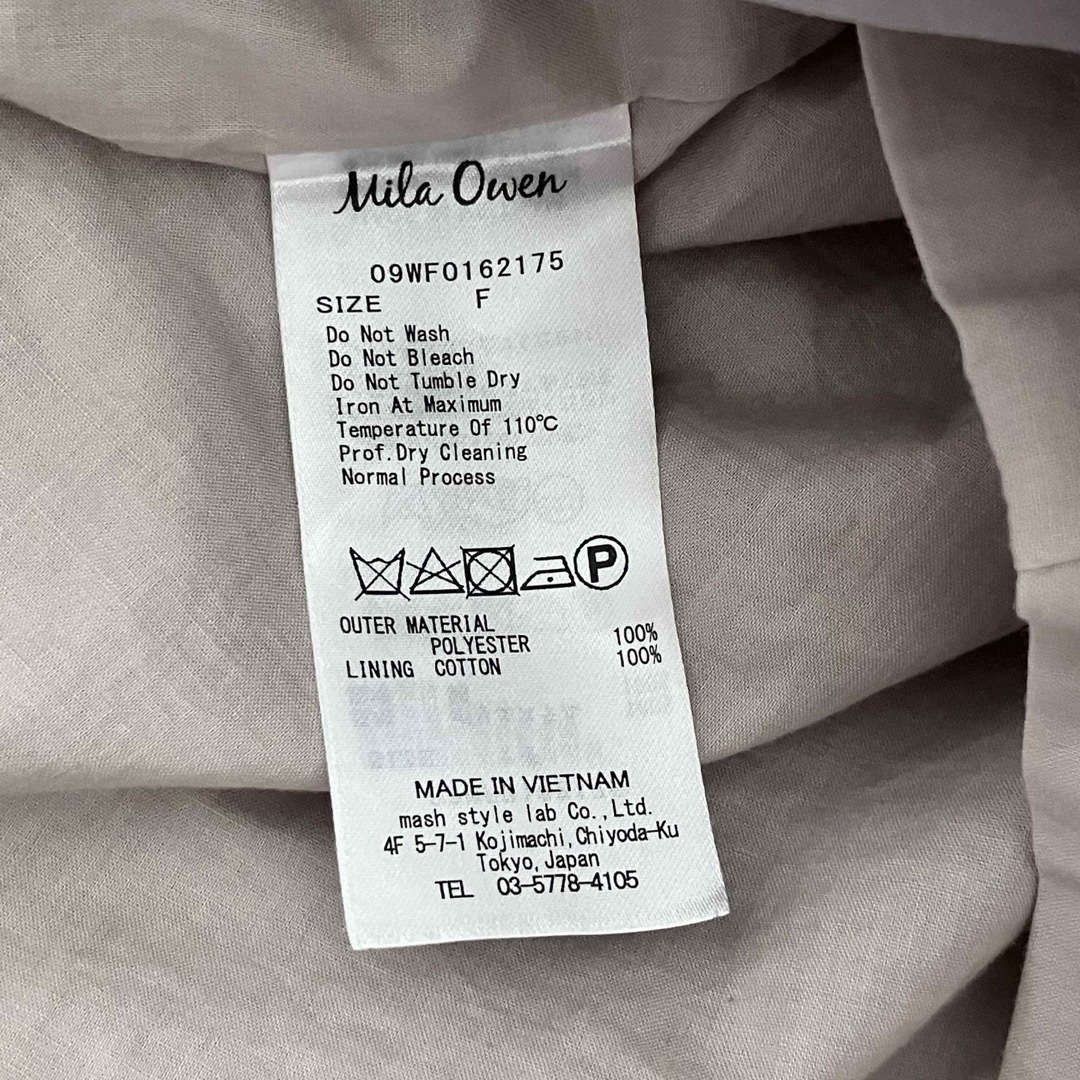 Mila Owen
09WF0162175
SIZE F
Do Not Wash
Do Not Bleach
Do Not Tumble Dry
Iron At Maximum
Temperature Of 110℃
Prof.Dry Cleaning
Normal Process
P
OUTER MATERIAL
POLYESTER 100%
LINING COTTON 100%
MADE IN VIETNAM
mash style lab Co.,Ltd.
4F 5-7-1 Kojimachi,Chiyoda-Ku
Tokyo,Japan
TEL 03-5778-4105